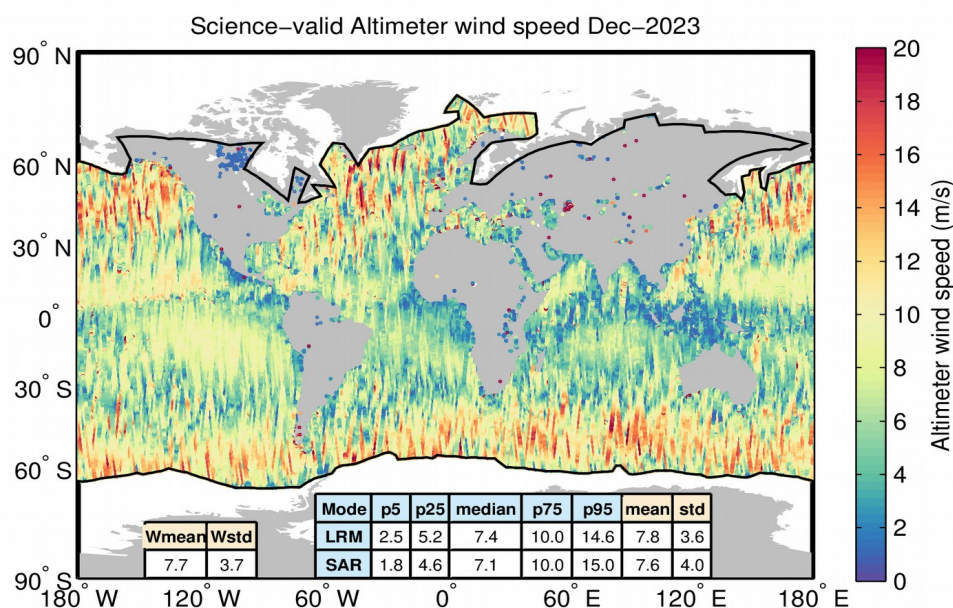 Science−valid Altimeter wind speed Dec−2023
90° N
60° N
30° N
0°
30° S
60° S
90° S
180° W
120° W
60° W
0°
60° E
120° E
180° E
Wmean Wstd
7.7 3.7
Mode p5 p25 median p75 p95 mean std
LRM 2.5 5.2 7.4 10.0 14.6 7.8 3.6
SAR 1.8 4.6 7.1 10.0 15.0 7.6 4.0
20
18
16
14
12
10
8
6
4
2
0
Altimeter wind speed (m/s)